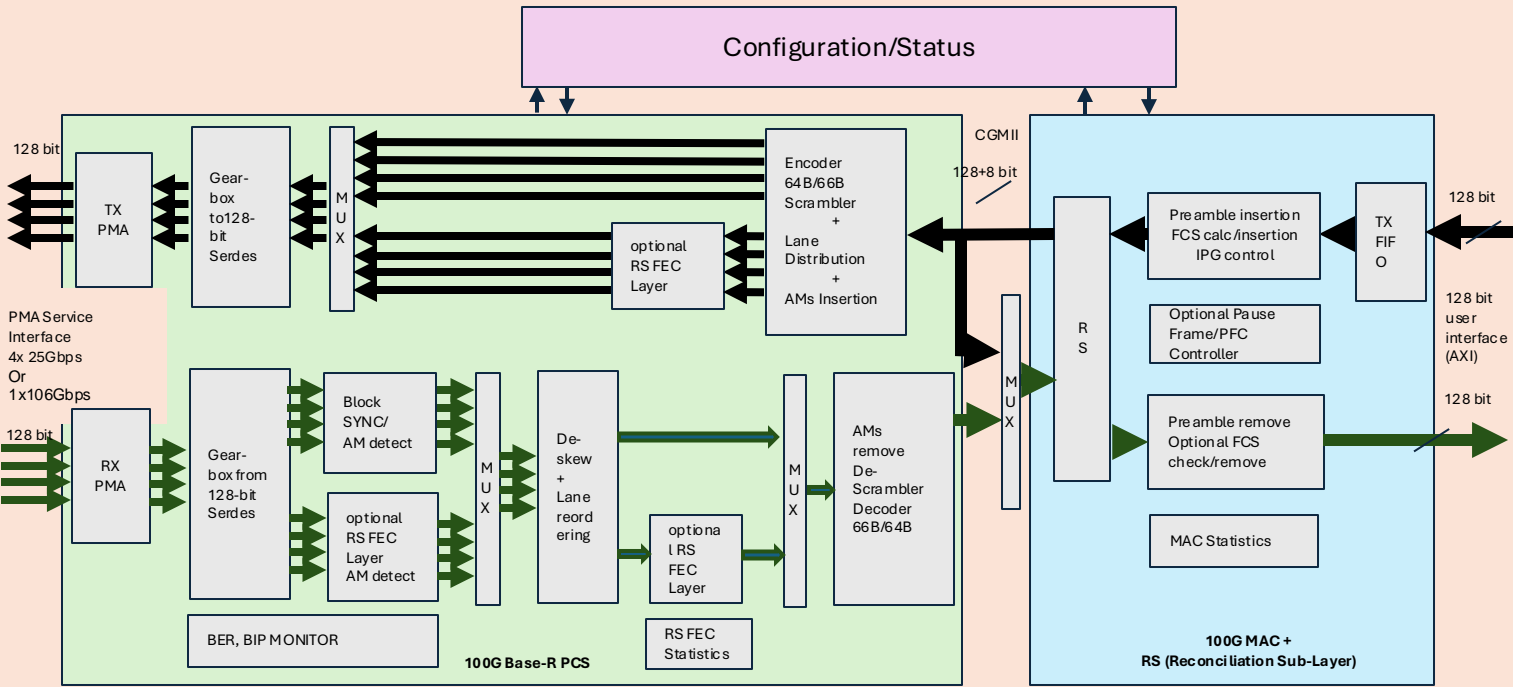 Configuration/Status
128 bit
TX
PMA
Gear-
box
to128-
bit
Serdes
M
U
X
optional
RS FEC
Layer
Encoder
64B/66B
Scrambler
+
Lane
Distribution
+
AMs Insertion
CGMII
128+8 bit
R
S
Preamble insertion
FCS calc/insertion
IPG control
TX
FIF
O
128 bit
PMA Service
Interface
4x 25Gbps
Or
1x106Gbps
Optional Pause
Frame/PFC
Controller
128 bit
user
interface
(AXI)
128 bit
RX
PMA
Gear-
box from
128-bit
Serdes
Block
SYNC/
AM detect
optional
RS FEC
Layer
AM detect
M
U
X
De-
skew
+
Lane
reord
ering
optiona
l RS
FEC
Layer
M
U
X
AMs
remove
De-
Scrambler
Decoder
66B/64B
M
U
X
Preamble remove
Optional FCS
check/remove
128 bit
MAC Statistics
BER, BIP MONITOR
RS FEC
Statistics
100G Base-R PCS
100G MAC +
RS (Reconciliation Sub-Layer)